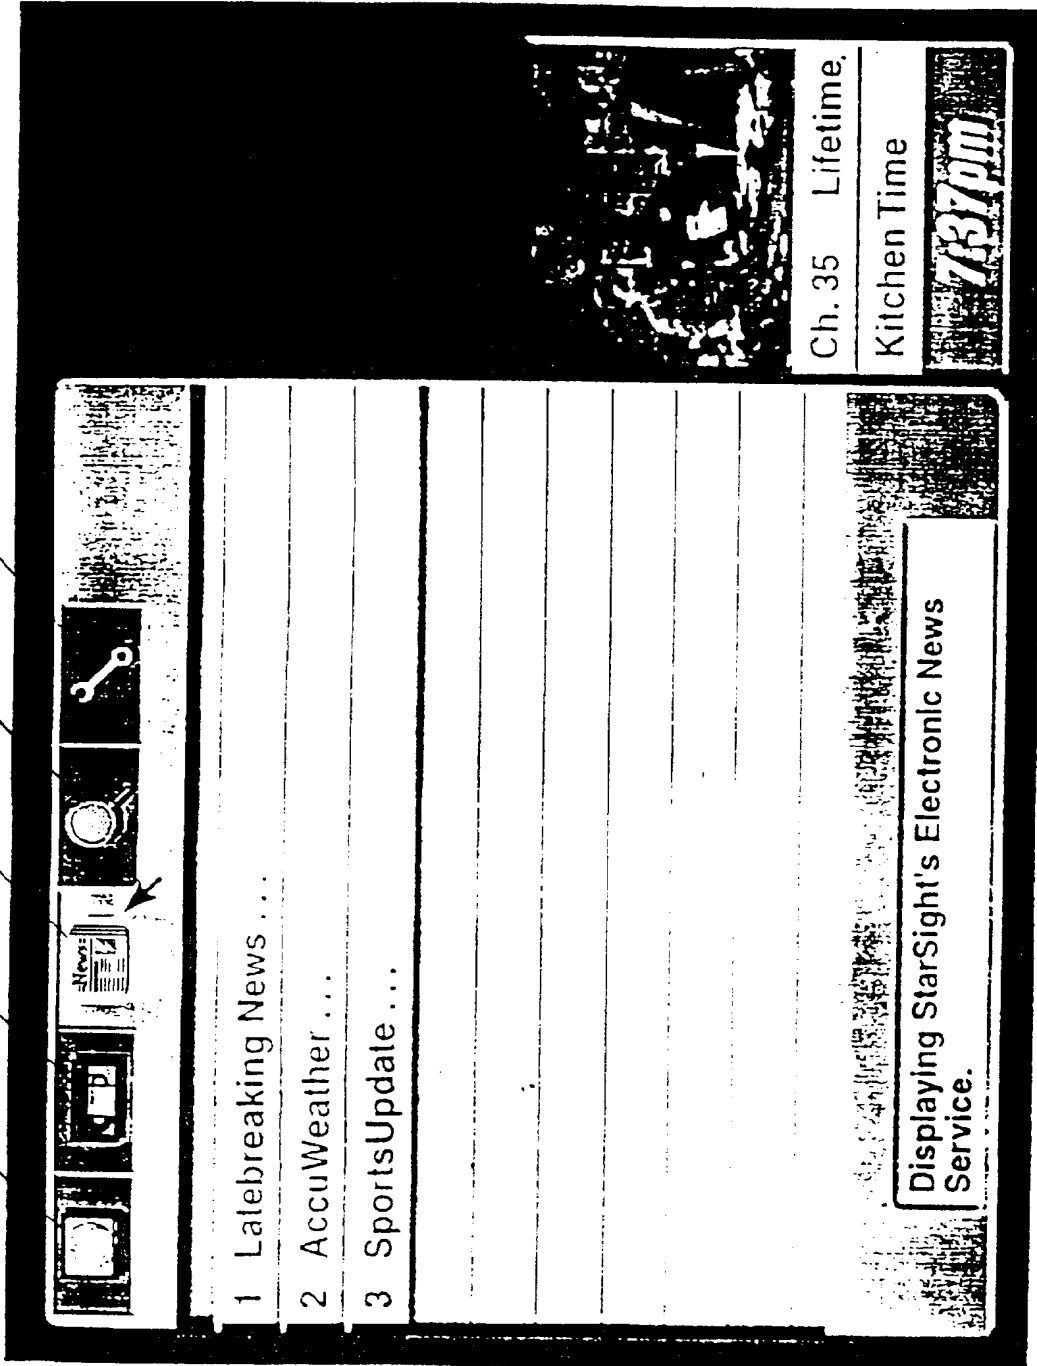 News
1 Latebreaking News...
2 AccuWeather...
3 SportsUpdate...
Displaying StarSight's Electronic News
Service.
Ch. 35 Lifetime,
Kitchen Time
7:37pm